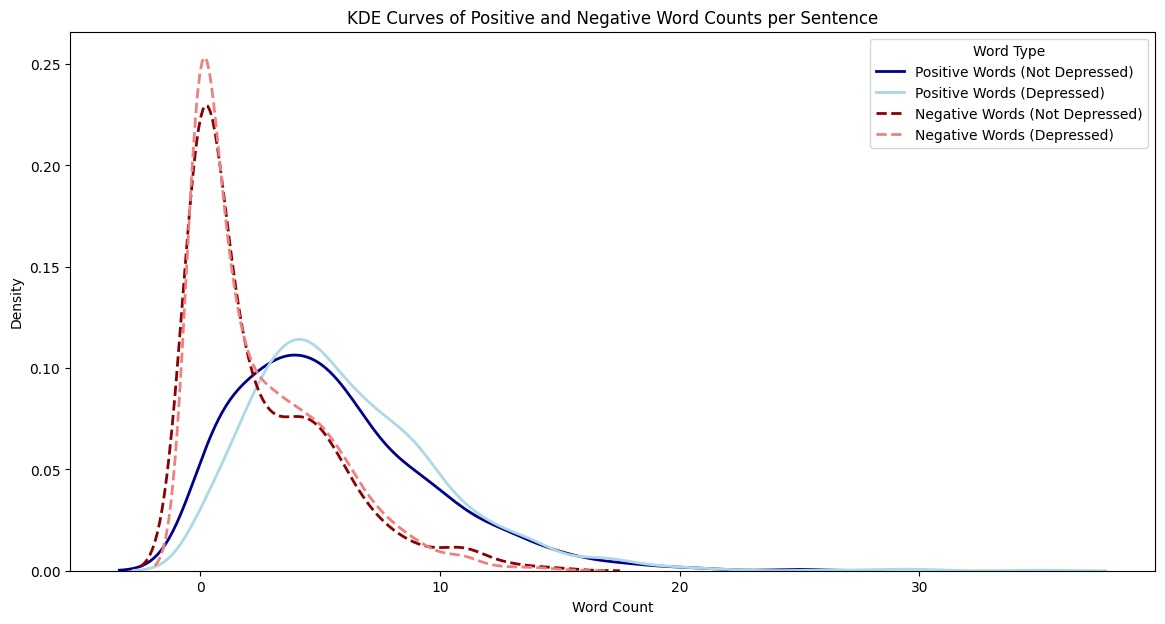 KDE Curves of Positive and Negative Word Counts per Sentence
Word Type
Positive Words (Not Depressed)
Positive Words (Depressed)
Negative Words (Not Depressed)
Negative Words (Depressed)
Density
0.25
0.20
0.15
0.10
0.05
0.00
0 10 20 30
Word Count